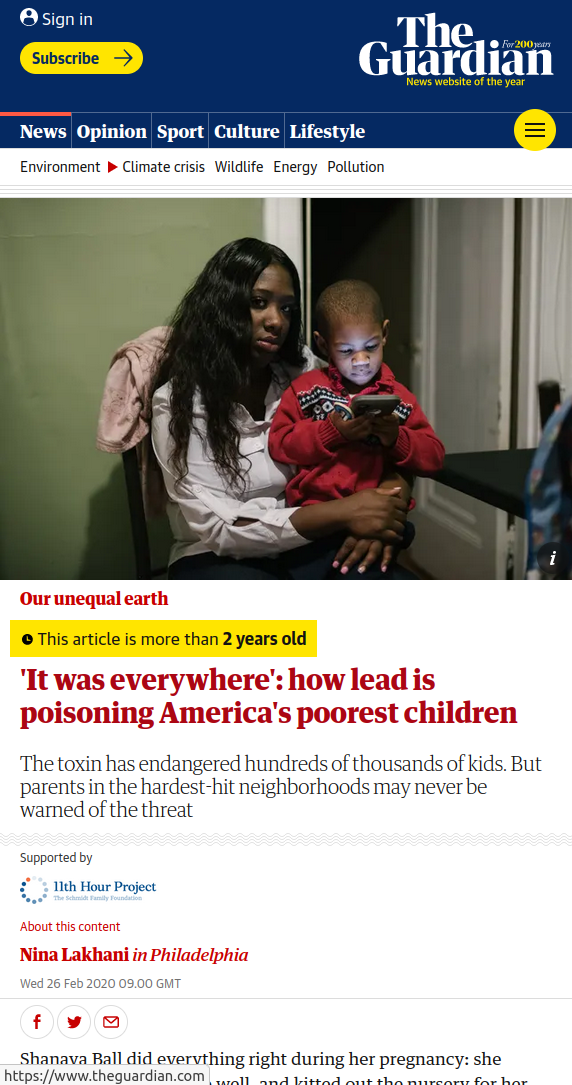 Sign in
Subscribe
The
Guardian
For 200 years
News website of the year
News Opinion Sport Culture Lifestyle
Environment Climate crisis Wildlife Energy Pollution
i
Our unequal earth
This article is more than 2 years old
'It was everywhere': how lead is
poisoning America's poorest children
The toxin has endangered hundreds of thousands of kids. But
parents in the hardest-hit neighborhoods may never be
warned of the threat
Supported by
11th Hour Project
The Schmidt Family Foundation
About this content
Nina Lakhani in Philadelphia
Wed 26 Feb 2020 09.00 GMT
Shanaya Ball did everything right during her pregnancy: she
well, and kitted out the nursery for her
https://www.theguardian.com